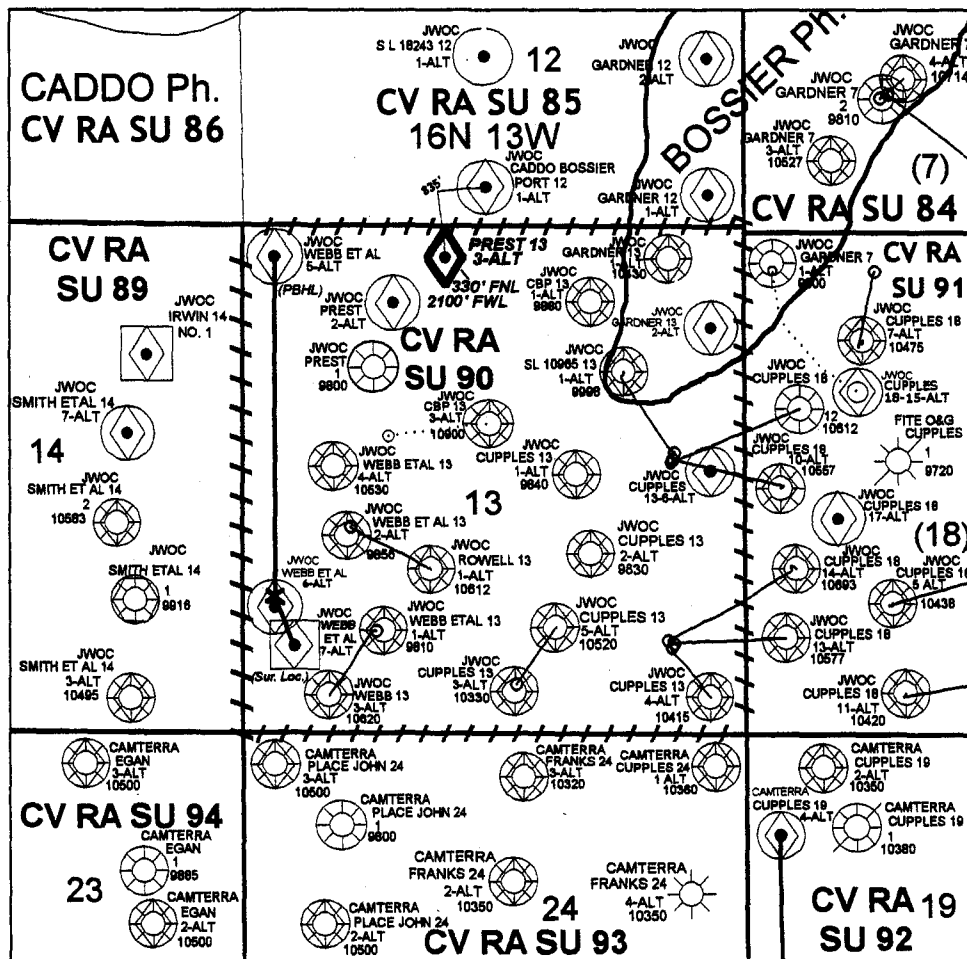 CADDO Ph.
CV RA SU 86
JWOC
S L 18243 12
1-ALT
12
CV RA SU 85
16N 13W
JWOC
GARDNER 12
2-ALT
BOSSIER Ph.
JWOC
GARDNER 7
4-ALT
10714
JWOC
GARDNER 7
2
9810
JWOC
GARDNER 7
3-ALT
10527
(7)
CV RA SU 84
835'
JWOC
CADDO BOSSIER
PORT 12
1-ALT
JWOC
GARDNER 12
1-ALT
CV RA
SU 89
JWOC
IRWIN 14
NO. 1
JWOC
SMITH ETAL 14
7-ALT
14
JWOC
SMITH ET AL 14
2
10563
JWOC
SMITH ETAL 14
1
9916
JWOC
SMITH ET AL 14
3-ALT
10495
JWOC
WEBB ET AL
5-ALT
(PBHL)
PREST 13
3-ALT
330' FNL
2100' FWL
JWOC
PREST
2-ALT
JWOC
PREST
1
9800
CV RA
SU 90
JWOC
GARDNER 13
1-ALT
10530
JWOC
CBP 13
1-ALT
9860
JWOC
GARDNER 13
2-ALT
JWOC
SL 10965 13
1-ALT
9998
JWOC
CBP 13
3-ALT
10900
JWOC
WEBB ETAL 13
4-ALT
10530
JWOC
CUPPLES 13
1-ALT
9840
13
JWOC
CUPPLES
13-6-ALT
JWOC
WEBB ET AL 13
2-ALT
9856
JWOC
ROWELL 13
1-ALT
10612
JWOC
CUPPLES 13
2-ALT
9830
JWOC
WEBB ET AL
6-ALT
JWOC
WEBB
ET AL
7-ALT
(Sur. Loc.)
JWOC
WEBB ETAL 13
1-ALT
9810
JWOC
WEBB 13
3-ALT
10620
JWOC
CUPPLES 13
5-ALT
10520
JWOC
CUPPLES 13
3-ALT
10330
JWOC
CUPPLES 13
4-ALT
10415
JWOC
GARDNER 7
1-ALT
9800
CV RA
SU 91
JWOC
CUPPLES 18
7-ALT
10475
JWOC
CUPPLES 18
12
10612
JWOC
CUPPLES
18-15-ALT
FITE O&G
CUPPLES
1
9720
JWOC
CUPPLES 18
10-ALT
10557
JWOC
CUPPLES 18
17-ALT
(18)
JWOC
CUPPLES 18
14-ALT
10693
JWOC
CUPPLES 18
5 ALT
10438
JWOC
CUPPLES 18
13-ALT
10577
JWOC
CUPPLES 18
11-ALT
10420
CAMTERRA
EGAN
3-ALT
10500
CV RA SU 94
CAMTERRA
EGAN
1
9885
23
CAMTERRA
EGAN
2-ALT
10500
CAMTERRA
PLACE JOHN 24
3-ALT
10500
CAMTERRA
PLACE JOHN 24
1
9800
CAMTERRA
PLACE JOHN 24
2-ALT
10500
CAMTERRA
FRANKS 24
3-ALT
10320
CAMTERRA
CUPPLES 24
1 ALT
10360
CAMTERRA
FRANKS 24
2-ALT
10350
24
CAMTERRA
FRANKS 24
4-ALT
10350
CV RA SU 93
CAMTERRA
CUPPLES 19
2-ALT
10350
CAMTERRA
CUPPLES 19
4-ALT
CAMTERRA
CUPPLES 19
1
10380
CV RA 19
SU 92